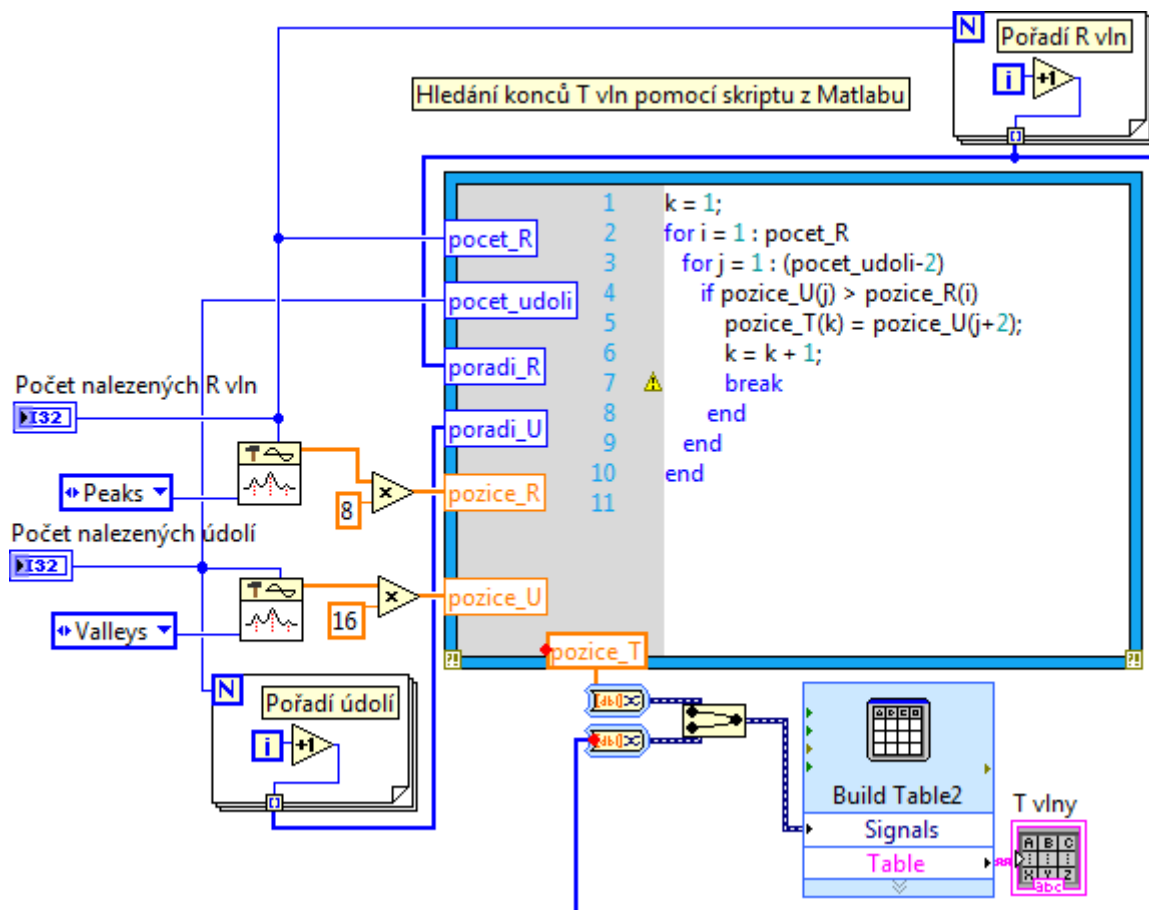 N
Pořadí R vln
i
+1
[]
Hledání konců T vln pomocí skriptu z Matlabu
pocet_R
pocet_udoli
poradi_R
poradi_U
pozice_R
pozice_U
pozice_T
1 k = 1;
2 for i = 1 : pocet_R
3 for j = 1 : (pocet_udoli-2)
4 if pozice_U(j) > pozice_R(i)
5 pozice_T(k) = pozice_U(j+2);
6 k = k + 1;
7 break
8 end
9 end
10 end
11
Počet nalezených R vln
I32
Peaks
8
x
Počet nalezených údolí
I32
Valleys
16
x
N
Pořadí údolí
i
+1
[]
[dbl]
[dbl]
A B C D
Build Table2
Signals
Table
T vlny
A B C
X Y Z
abc